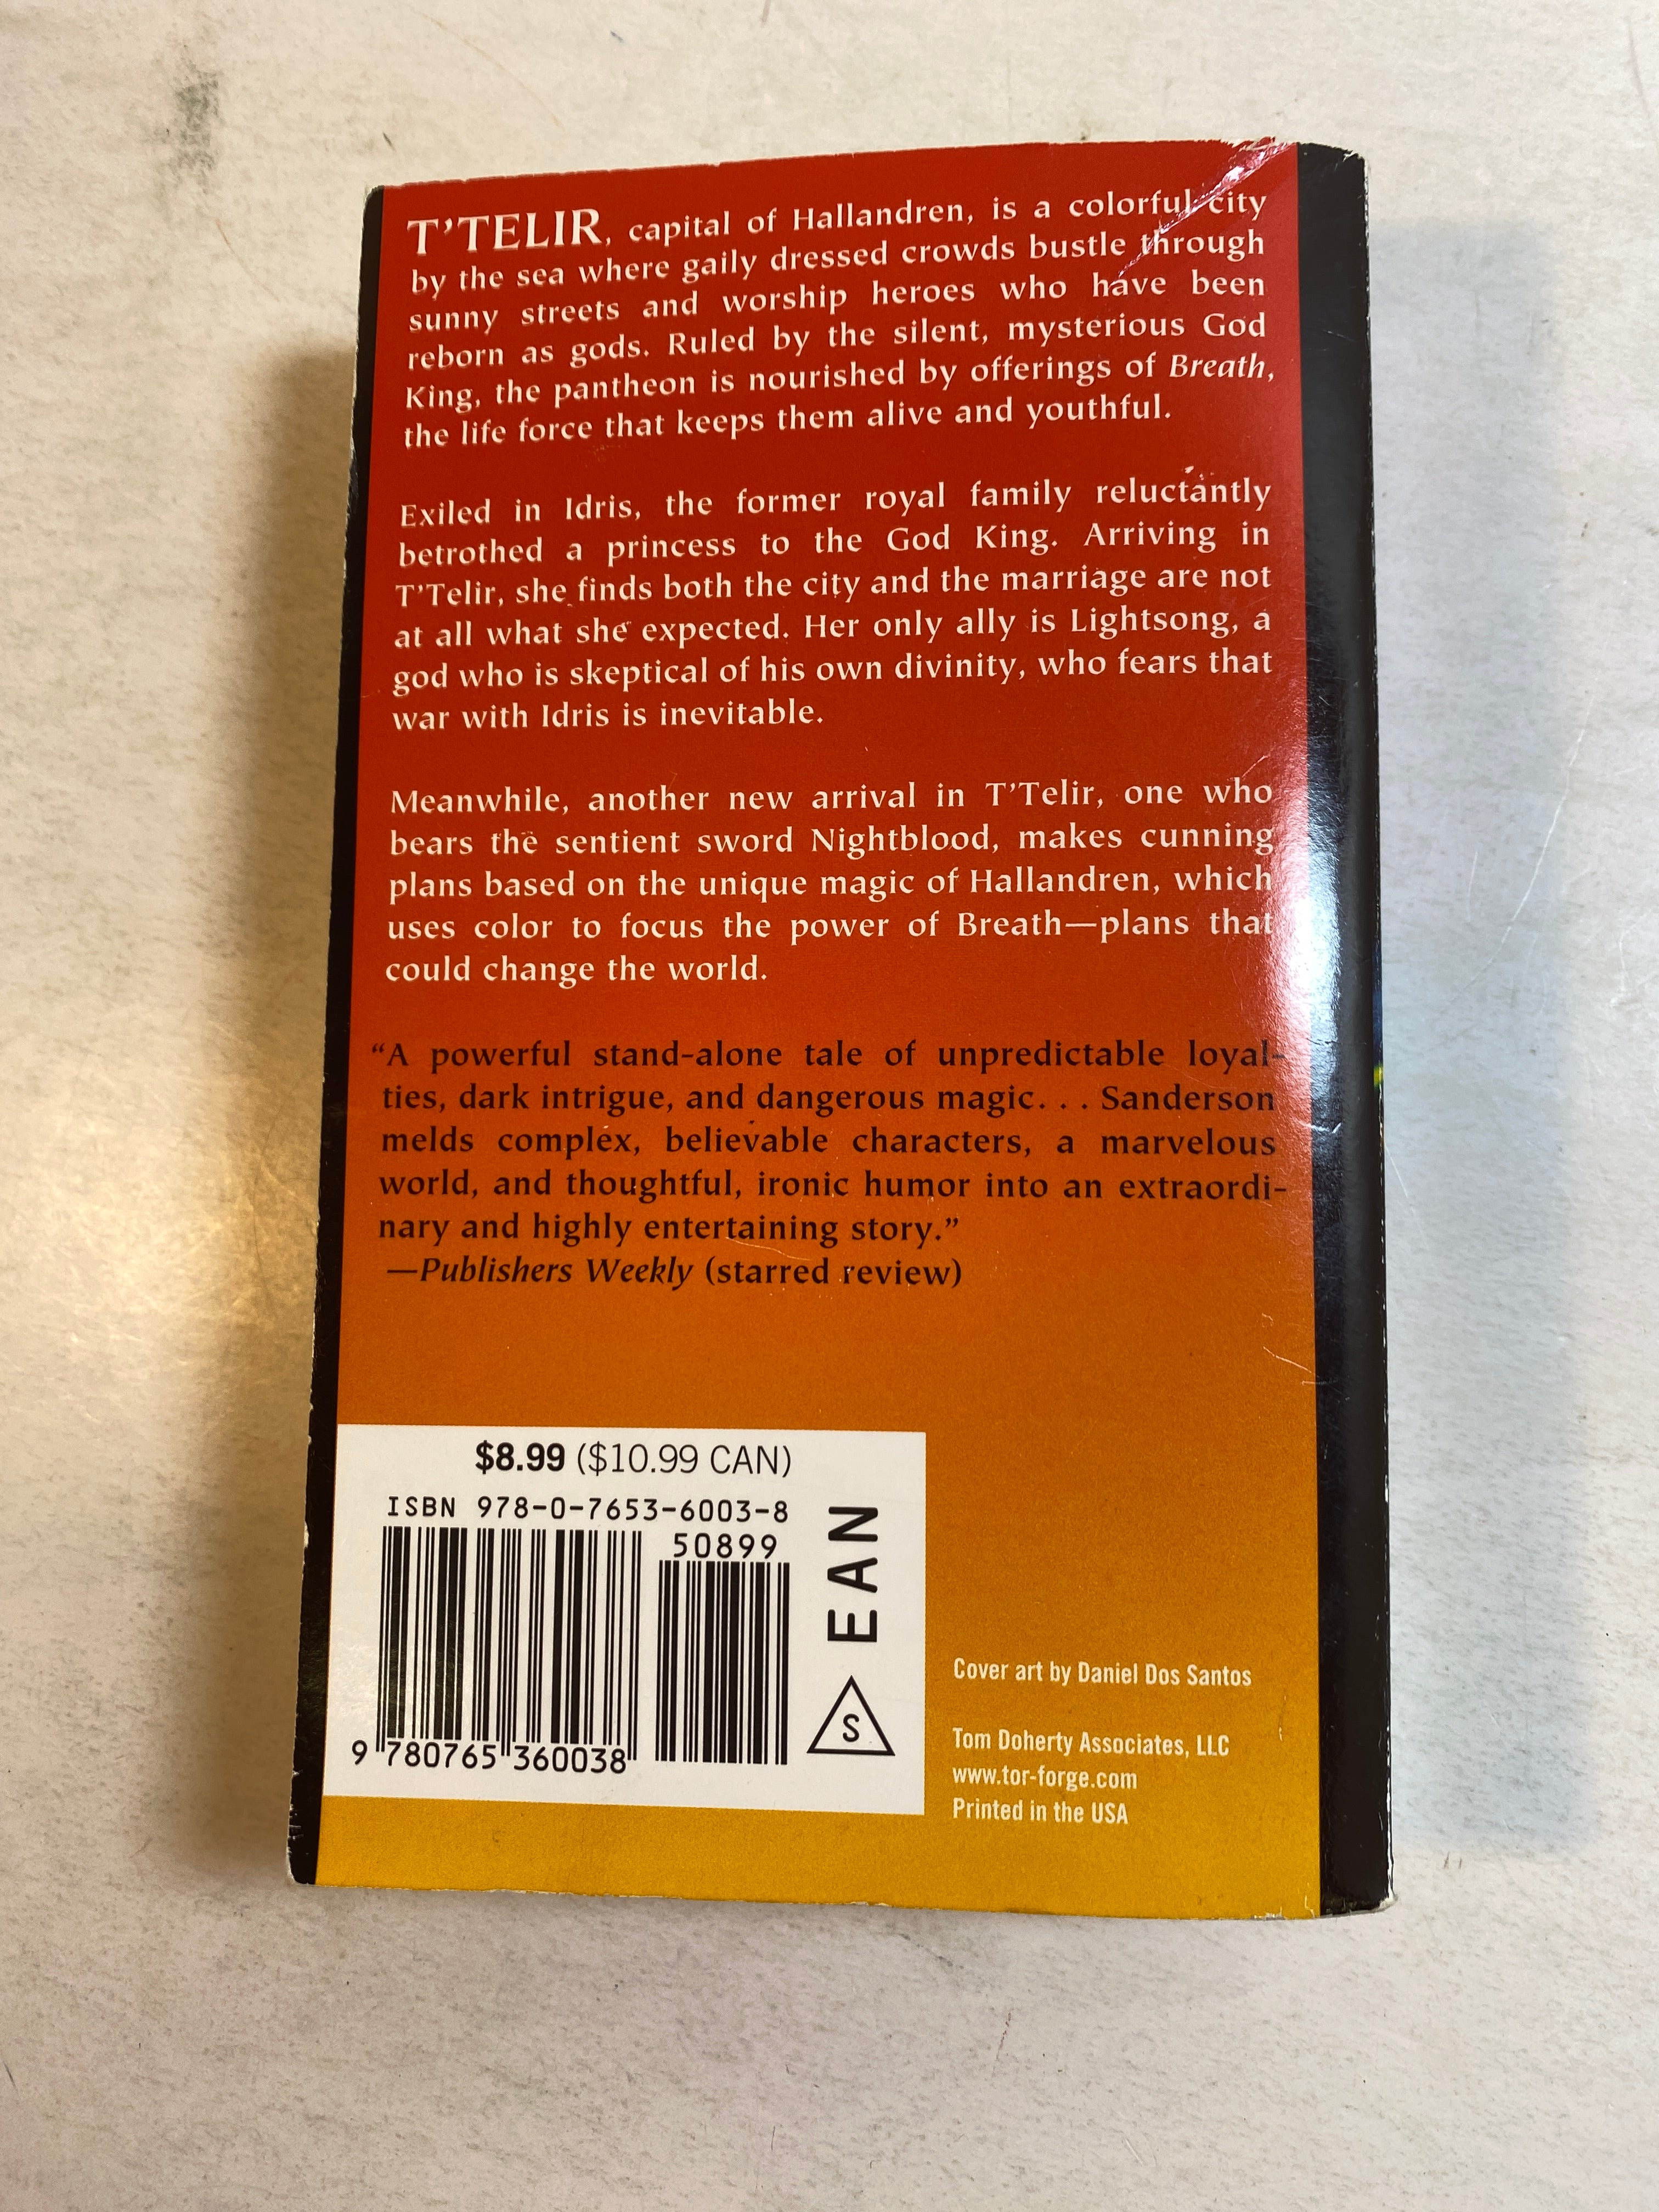 T'TELIR, capital of Hallandren, is a colorful city
by the sea where gaily dressed crowds bustle through
sunny streets and worship heroes who have been
reborn as gods. Ruled by the silent, mysterious God
King, the pantheon is nourished by offerings of Breath,
the life force that keeps them alive and youthful.
Exiled in Idris, the former royal family reluctantly
betrothed a princess to the God King. Arriving in
T'Telir, she finds both the city and the marriage are not
at all what she expected. Her only ally is Lightsong, a
god who is skeptical of his own divinity, who fears that
war with Idris is inevitable.
Meanwhile, another new arrival in T'Telir, one who
bears the sentient sword Nightblood, makes cunning
plans based on the unique magic of Hallandren, which
uses color to focus the power of Breath—plans that
could change the world.
“A powerful stand-alone tale of unpredictable loyal-
ties, dark intrigue, and dangerous magic. . . Sanderson
melds complex, believable characters, a marvelous
world, and thoughtful, ironic humor into an extraordi-
nary and highly entertaining story.”
—Publishers Weekly (starred review)
$8.99 ($10.99 CAN)
ISBN 978-0-7653-6003-8
50899
EAN
S
9 780765 360038
Cover art by Daniel Dos Santos
Tom Doherty Associates, LLC
www.tor-forge.com
Printed in the USA